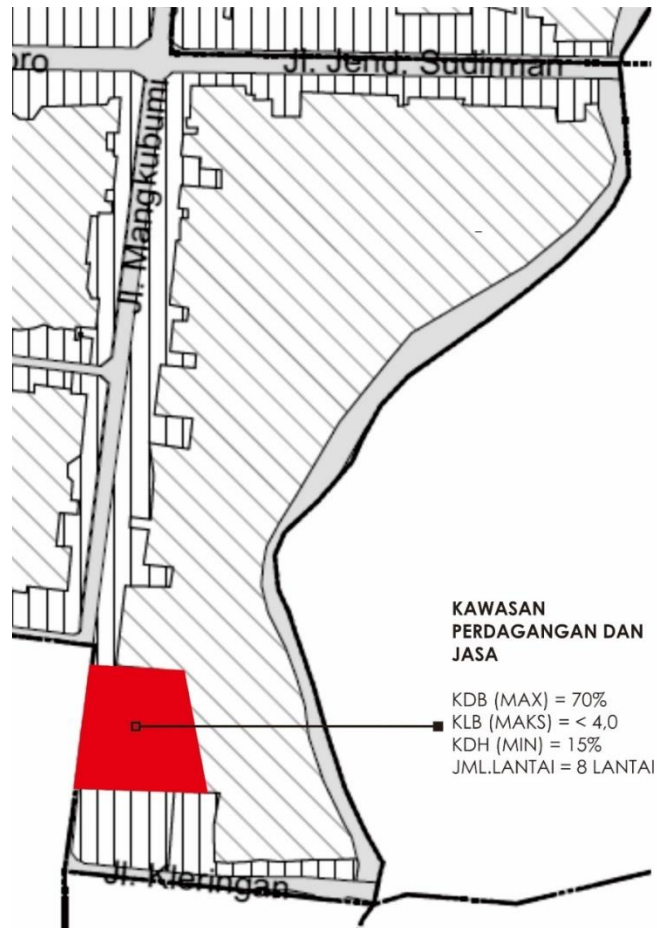 oro
Jl. Jend. Sudirman
Jl. Mangkubumi
KAWASAN
PERDAGANGAN DAN
JASA
KDB (MAX) = 70%
KLB (MAKS) = < 4,0
KDH (MIN) = 15%
JML.LANTAI = 8 LANTAI
Jl. Kleringan